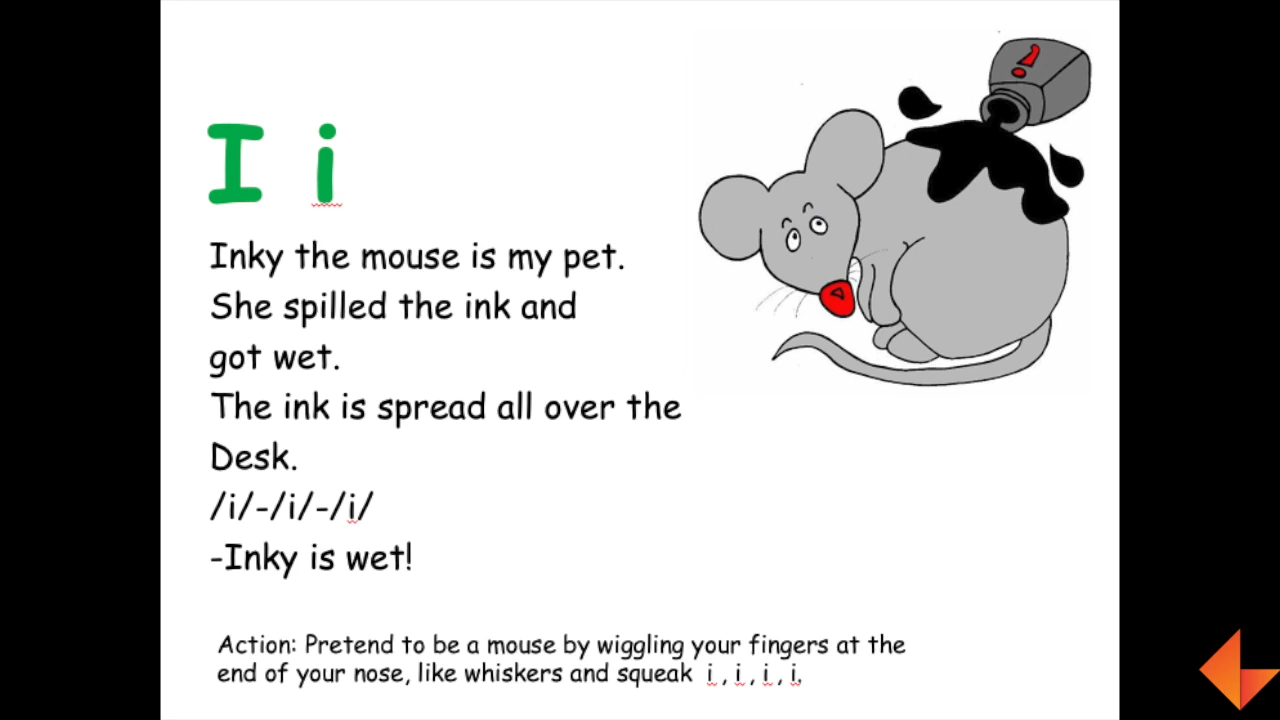 I i
Inky the mouse is my pet.
She spilled the ink and
got wet.
The ink is spread all over the
Desk.
/i/-/i/-/i/
-Inky is wet!
Action: Pretend to be a mouse by wiggling your fingers at the
end of your nose, like whiskers and squeak i , i , i , i.